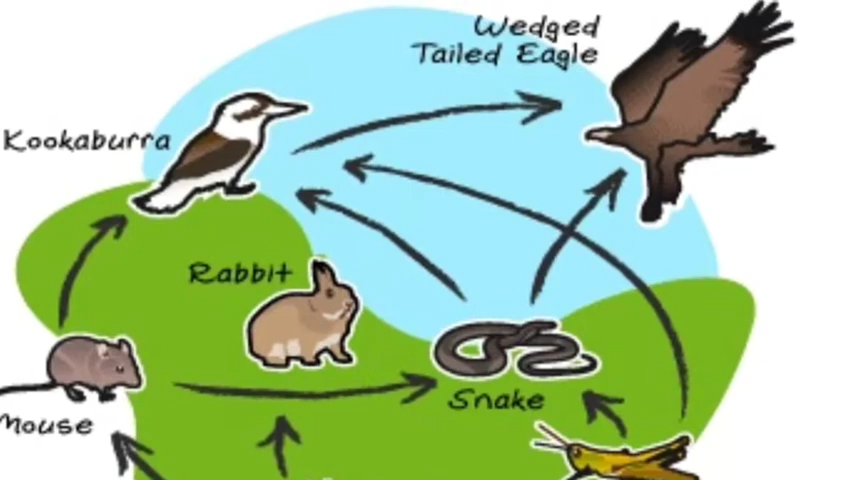 Wedged
Tailed Eagle
Kookaburra
Rabbit
Snake
Mouse